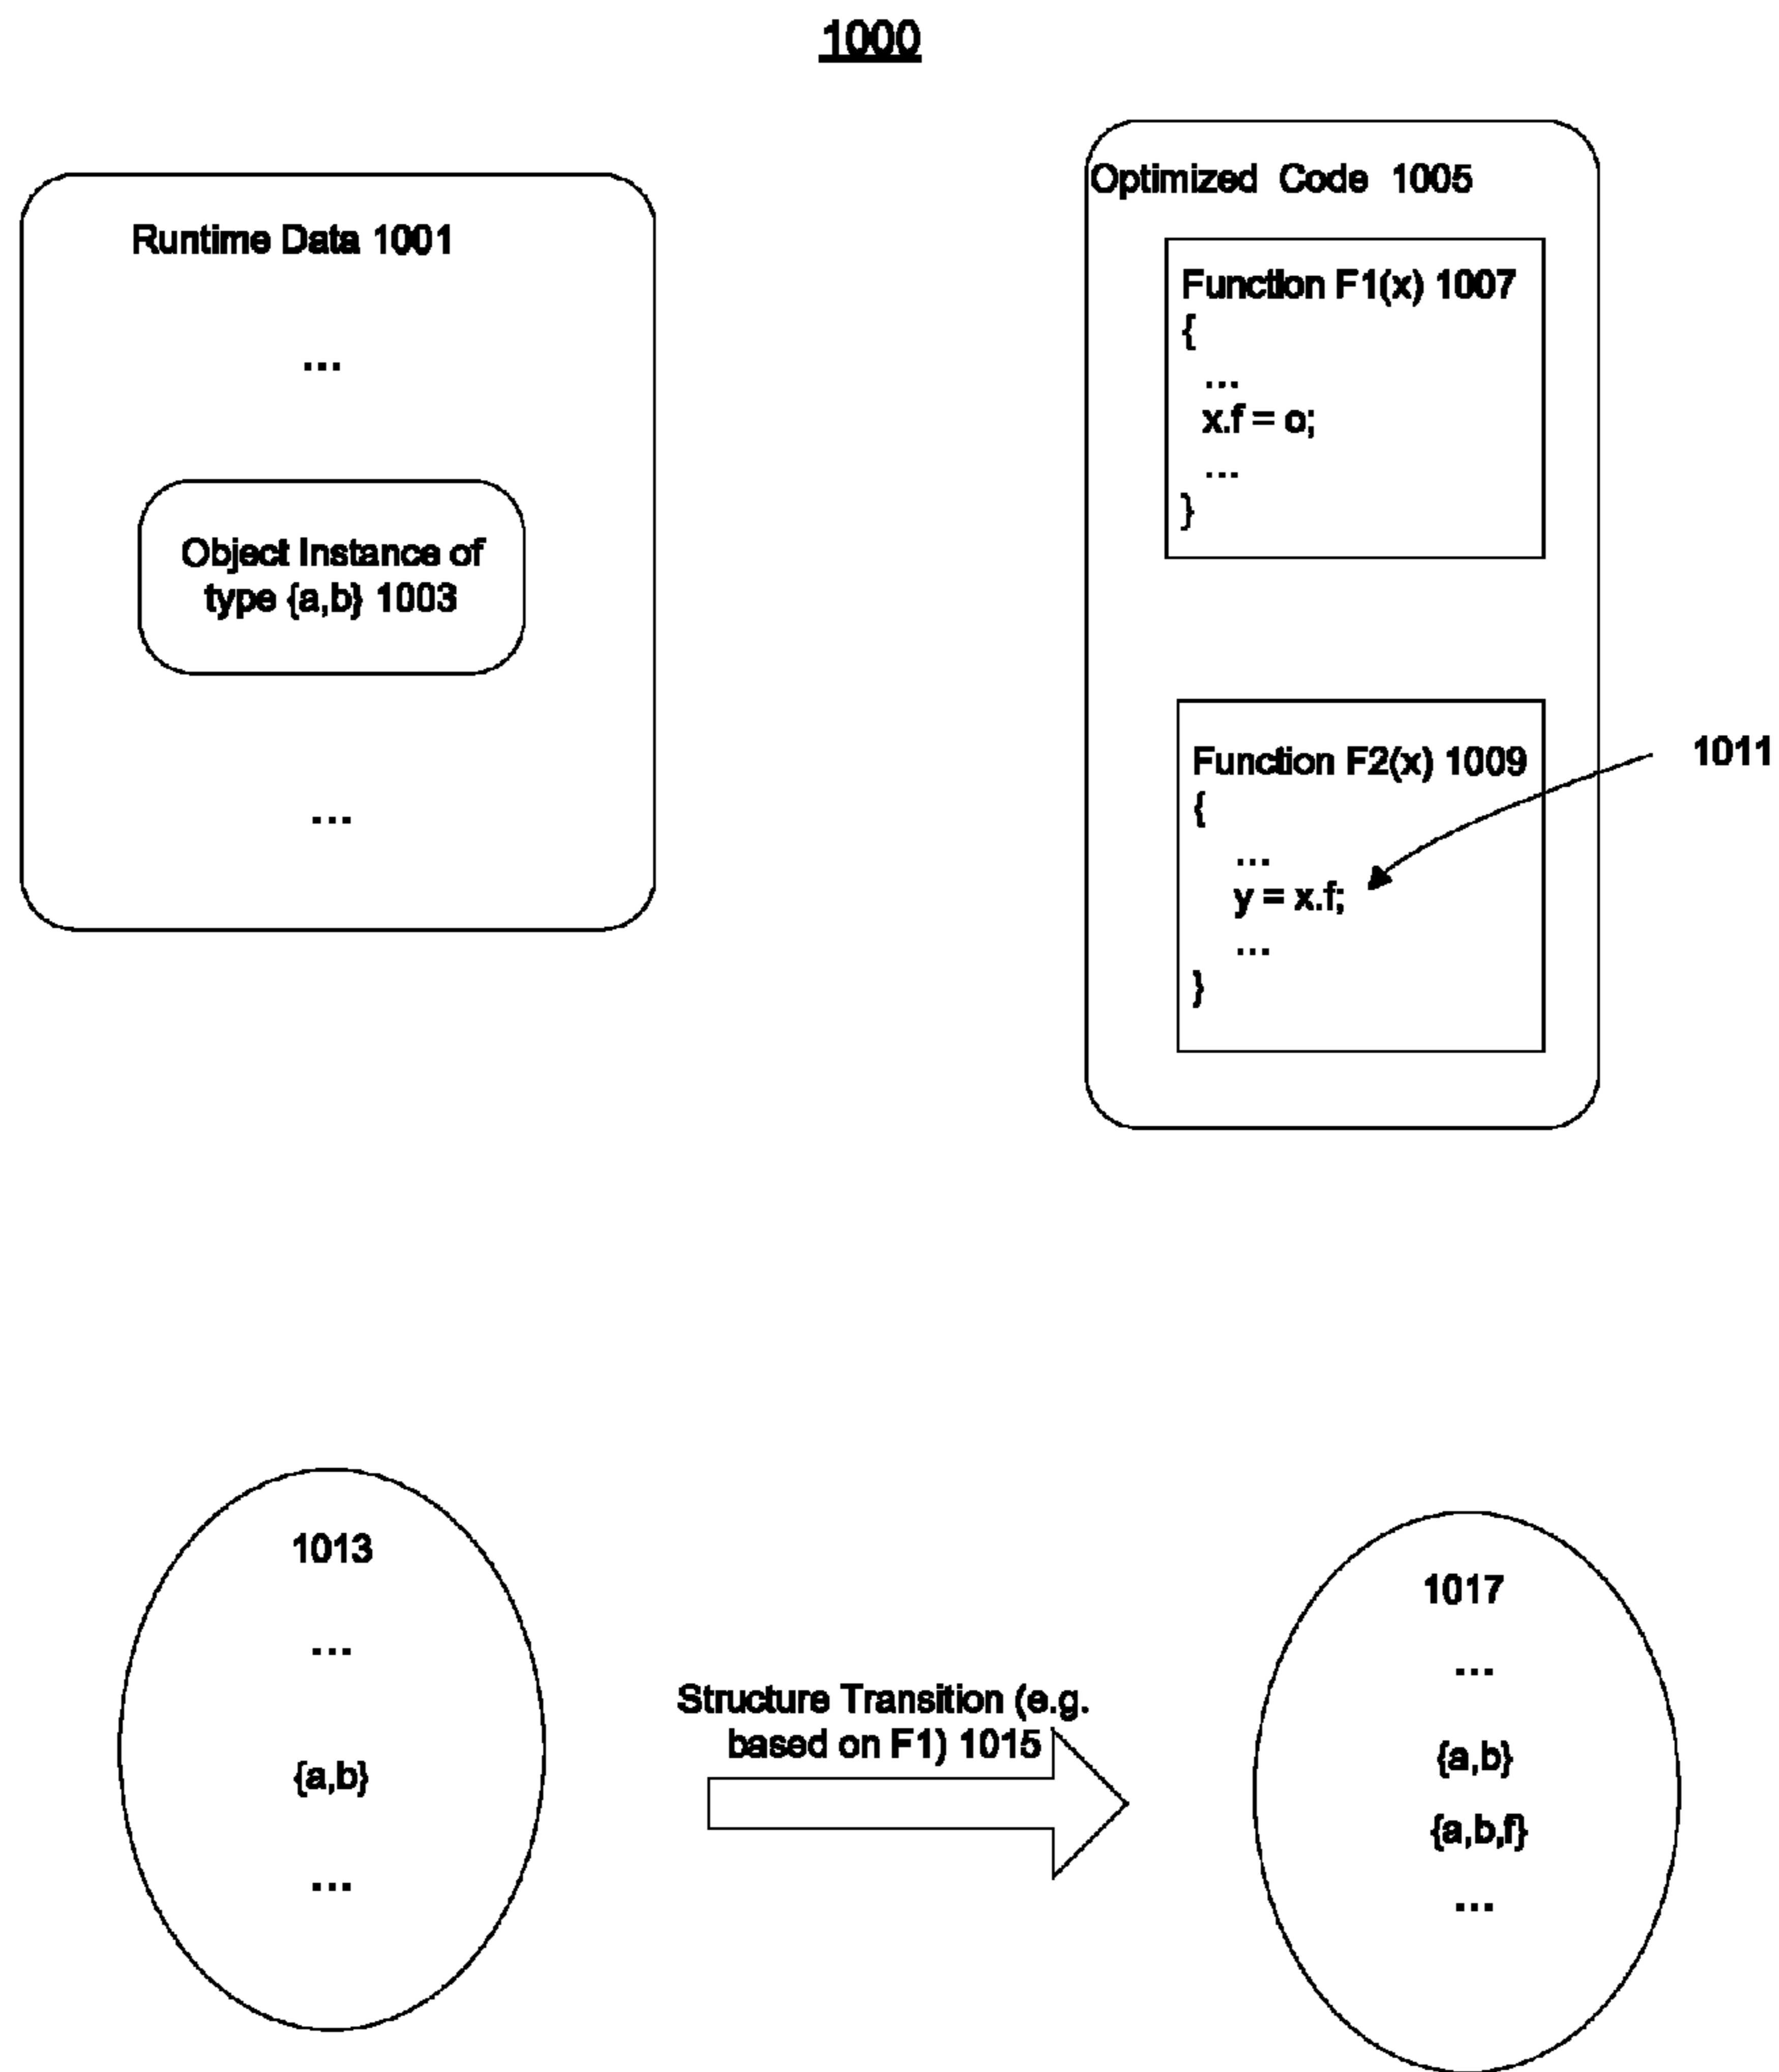 1000
Runtime Data 1001
...
Object Instance of
type {a,b} 1003
...
Optimized Code 1005
Function F1(x) 1007
{
...
x.f = o;
...
}
Function F2(x) 1009
{
...
y = x.f;
...
}
1011
1013
...
{a,b}
...
Structure Transition (e.g.
based on F1) 1015
1017
...
{a,b}
{a,b,f}
...